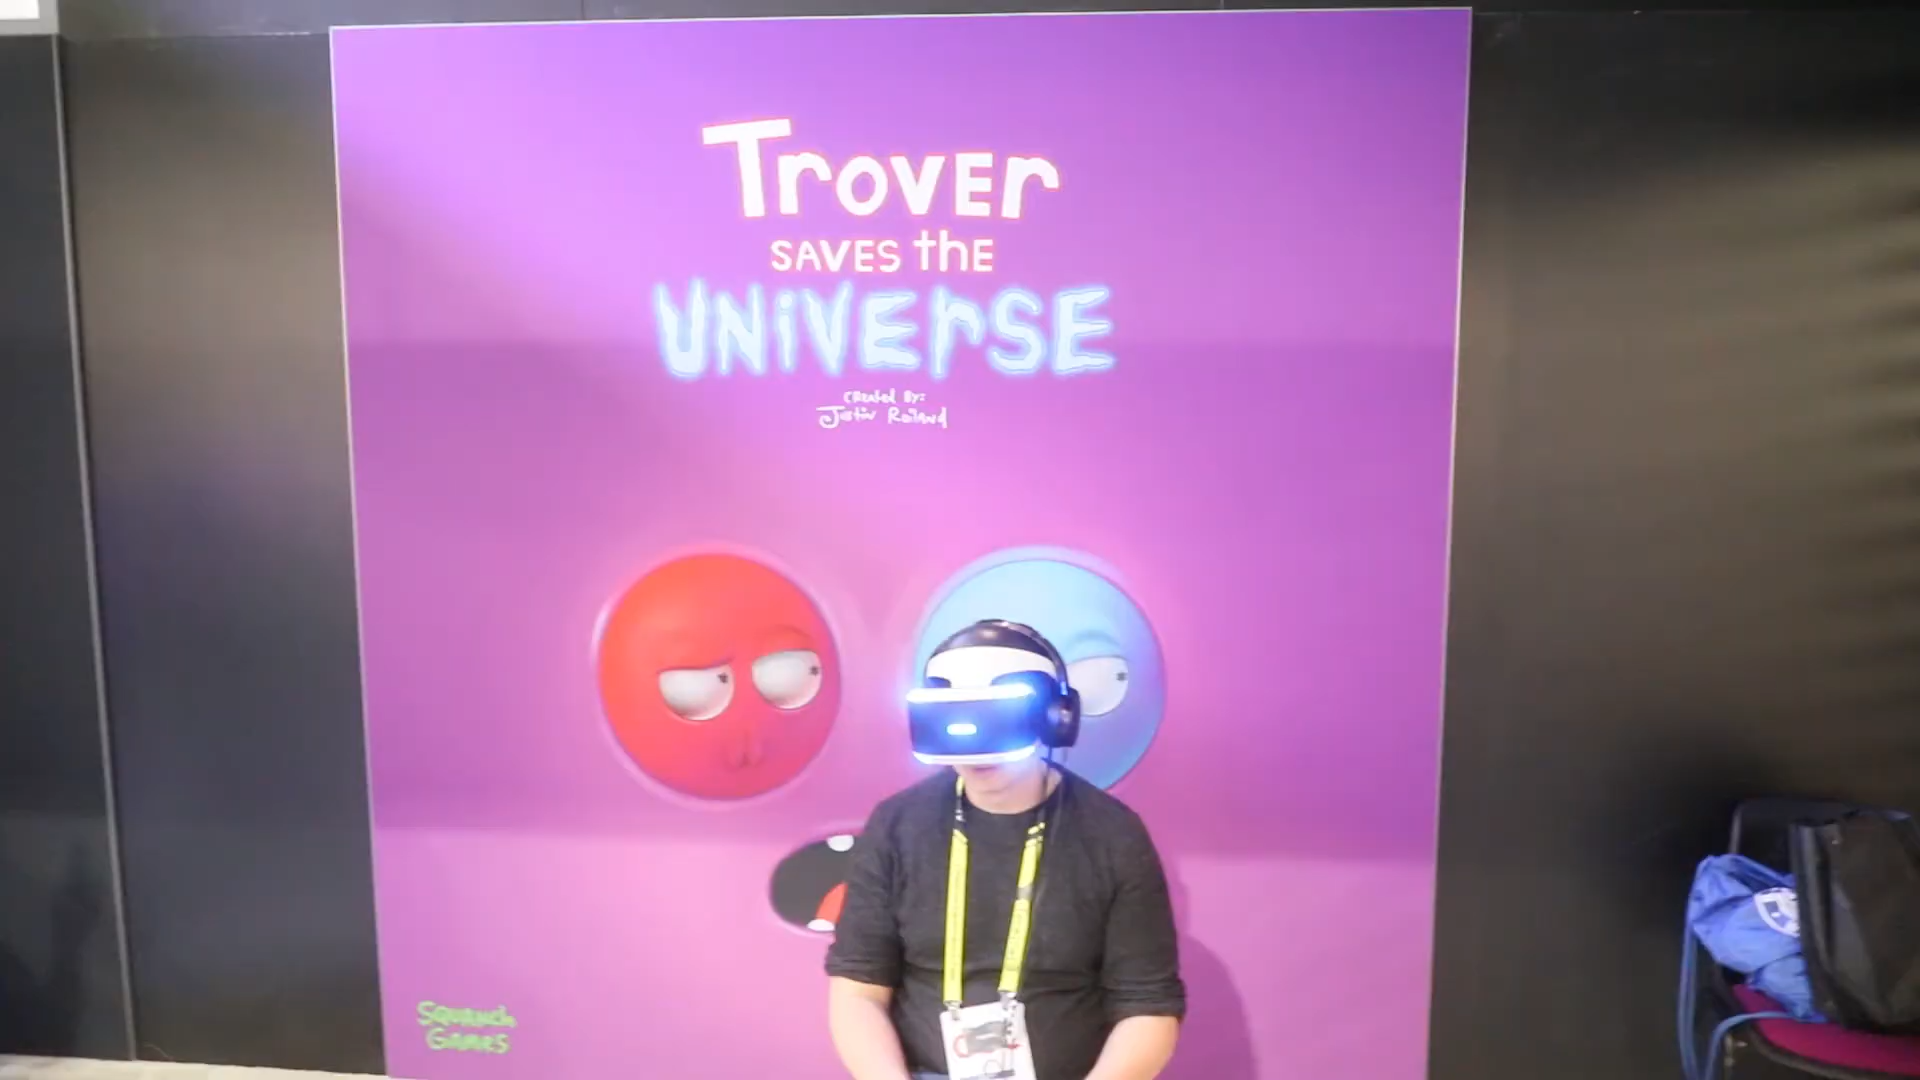 Trover
SAVES the
UNiVErSE
created By:
Justin Roiland
Squanch
Games